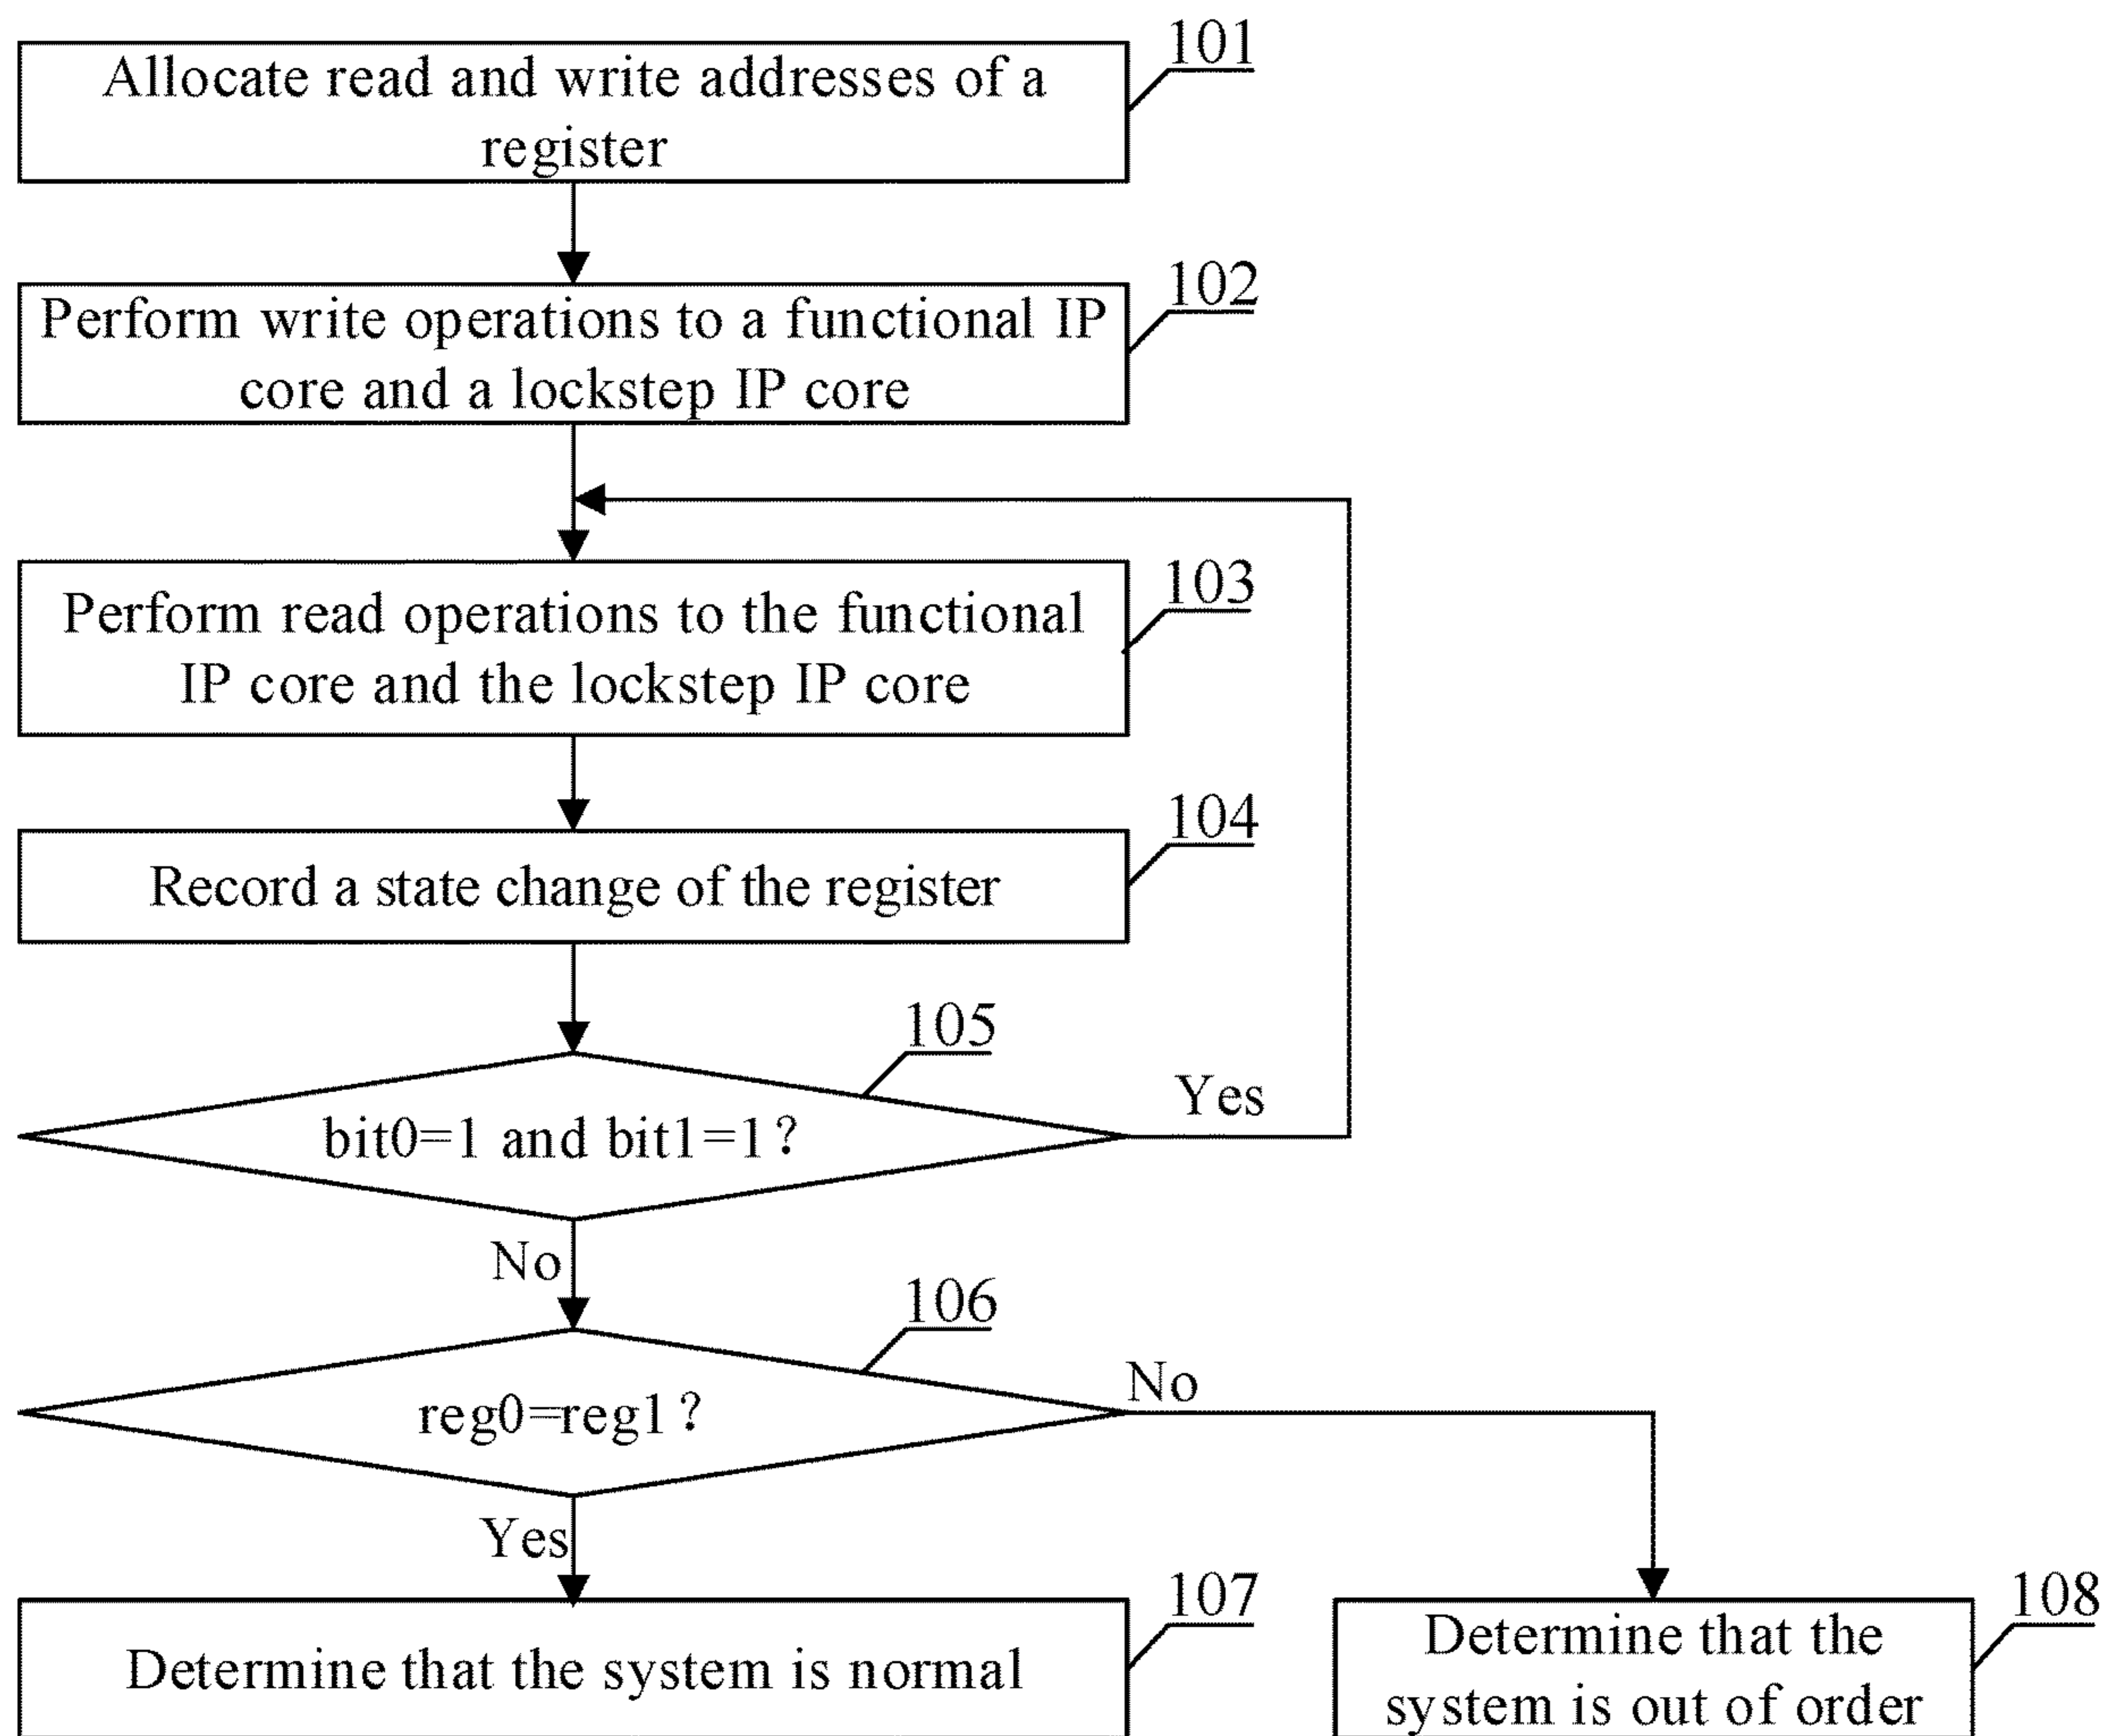 101
Allocate read and write addresses of a
register
102
Perform write operations to a functional IP
core and a lockstep IP core
103
Perform read operations to the functional
IP core and the lockstep IP core
104
Record a state change of the register
105
bit0=1 and bit1=1?
Yes
No
106
reg0=reg1?
No
Yes
107
Determine that the system is normal
108
Determine that the
system is out of order